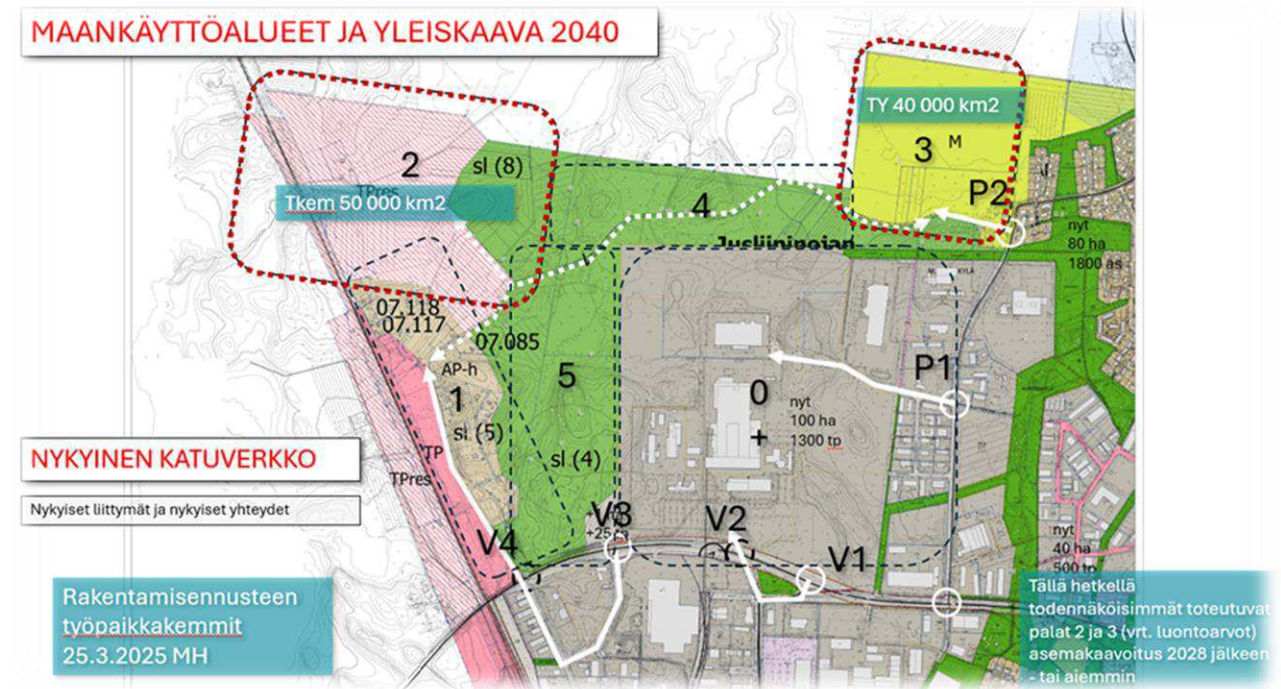 MAANKÄYTTÖALUEET JA YLEISKAAVA 2040
TY 40 000 km2
3 M
2
sl (8)
TPres
Tkem 50 000 km2
4
P2
Jusliininojan
nyt
80 ha
1800 as
KYLÄ
07.118
07.117
07.085
AP-h
1
sl (5)
5
sl (4)
0
+
nyt
100 ha
1300 tp
P1
TP
TPres
NYKYINEN KATUVERKKO
Nykyiset liittymät ja nykyiset yhteydet
V4
V3
V2
V1
nyt
40 ha
500 tp
Rakentamisennusteen
työpaikkakemmit
25.3.2025 MH
Tällä hetkellä
todennäköisimmät toteutuvat
palat 2 ja 3 (vrt. luontoarvot)
asemakaavoitus 2028 jälkeen
- tai aiemmin